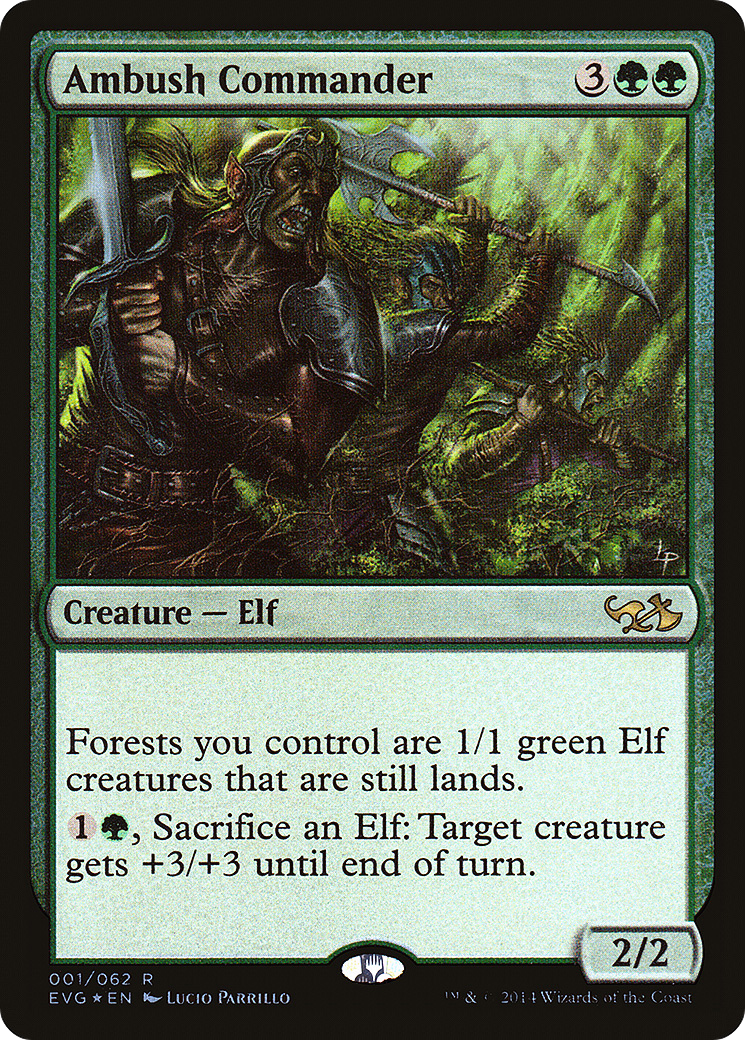 Ambush Commander 3
LP
Creature — Elf
Forests you control are 1/1 green Elf
creatures that are still lands.
1, Sacrifice an Elf: Target creature
gets +3/+3 until end of turn.
2/2
001/062 R
EVG ★ EN Lucio Parrillo
™ & © 2014 Wizards of the Coast